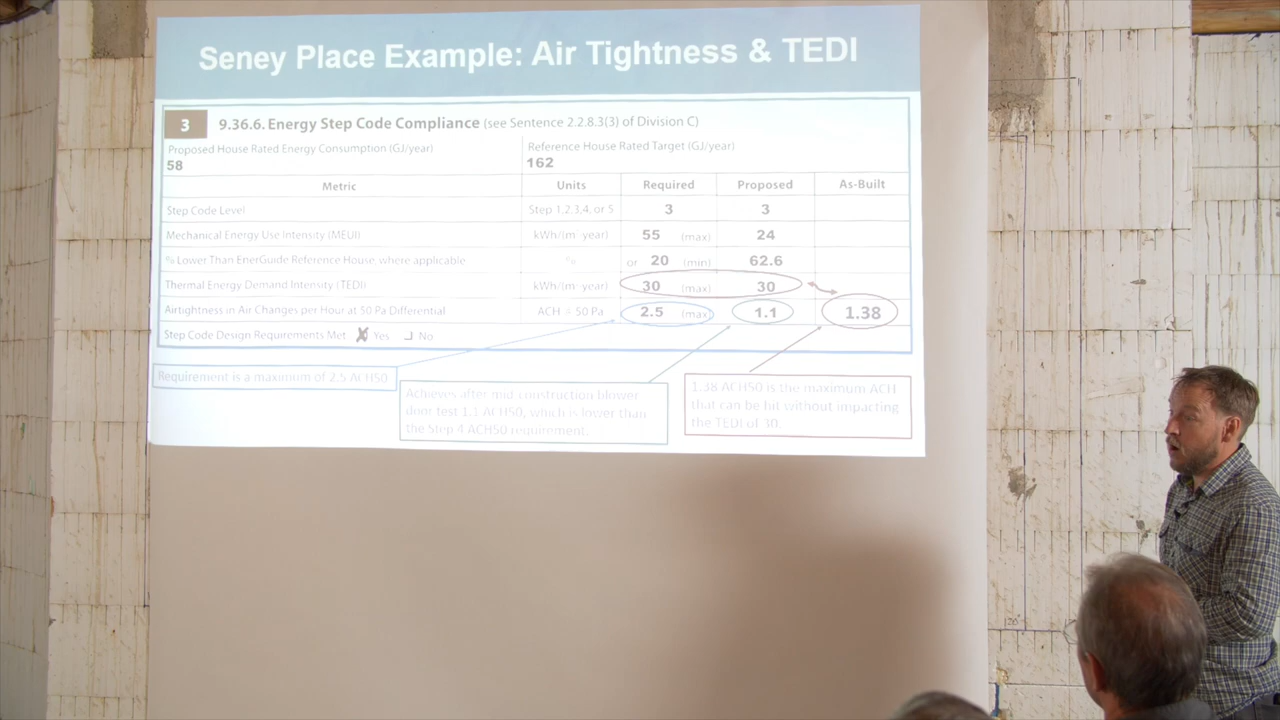 Seney Place Example: Air Tightness & TEDI
3 9.36.6. Energy Step Code Compliance (see Sentence 2.2.8.3(3) of Division C)
Proposed House Rated Energy Consumption (GJ/year) Reference House Rated Target (GJ/year)
58 162
Metric Units Required Proposed As-Built
Step Code Level Step 1,2,3,4, or 5 3 3
Mechanical Energy Use Intensity (MEUI) kWh/(m² year) 55 (max) 24
% Lower Than EnerGuide Reference House, where applicable % or 20 (min) 62.6
Thermal Energy Demand Intensity (TEDI) kWh/(m² year) 30 (max) 30
Airtightness in Air Changes per Hour at 50 Pa Differential ACH @ 50 Pa 2.5 (max) 1.1 1.38
Step Code Design Requirements Met Yes No
Requirement is a maximum of 2.5 ACH50
Achieves after mid construction blower
door test 1.1 ACH50, which is lower than
the Step 4 ACH50 requirement.
1.38 ACH50 is the maximum ACH
that can be hit without impacting
the TEDI of 30.